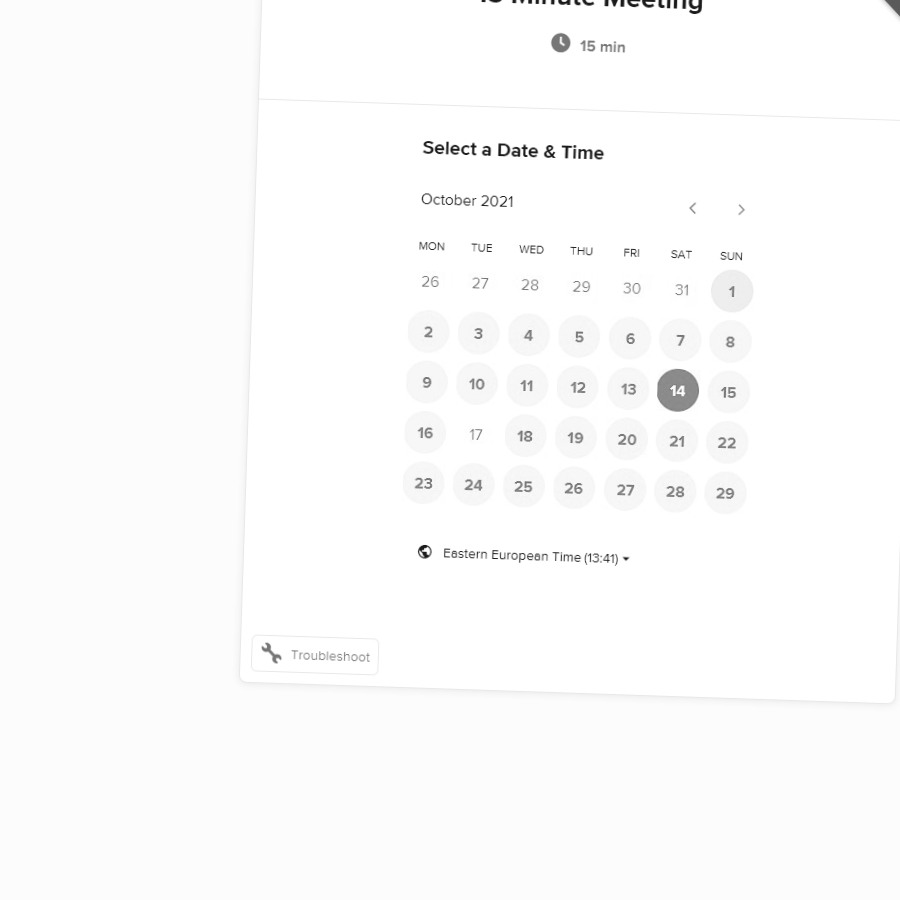 15 Minute Meeting
15 min
Select a Date & Time
October 2021
MON TUE WED THU FRI SAT SUN
26 27 28 29 30 31 1
2 3 4 5 6 7 8
9 10 11 12 13 14 15
16 17 18 19 20 21 22
23 24 25 26 27 28 29
Eastern European Time (13:41)
Troubleshoot